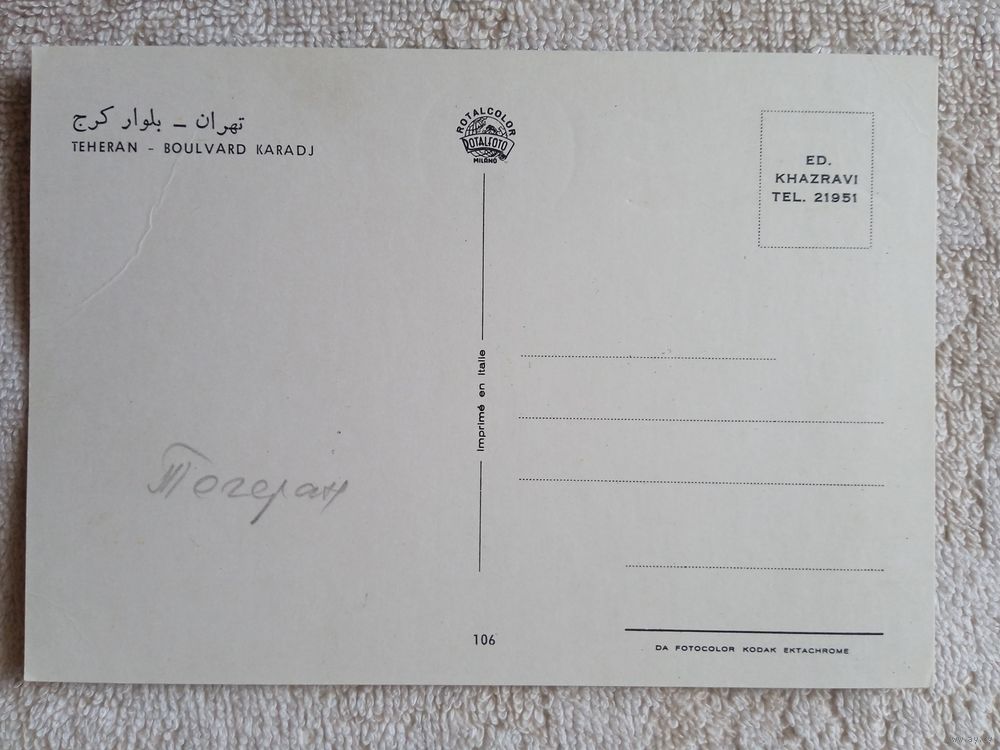 تهران – بلوار کرج
TEHERAN - BOULVARD KARADJ
ROTALCOLOR
ROTALFOTO
MILANO
ED.
KHAZRAVI
TEL. 21951
Imprimé en Italie
Тегеран
106
DA FOTOCOLOR KODAK EKTACHROME